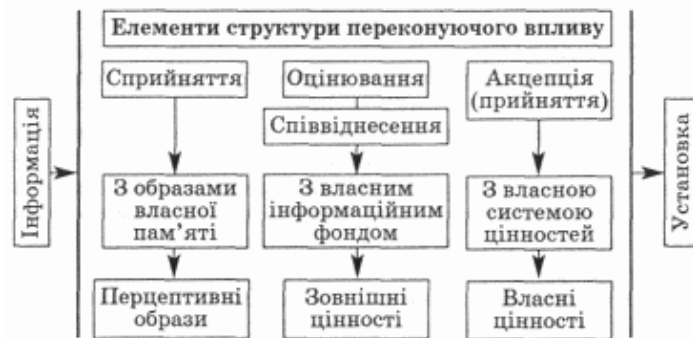 Елементи структури переконуючого впливу
Інформація
Сприйняття
Оцінювання
Акцепція
(прийняття)
Співвіднесення
Установка
З образами
власної
пам’яті
З власним
інформаційним
фондом
З власною
системою
цінностей
Перцептивні
образи
Зовнішні
цінності
Власні
цінності